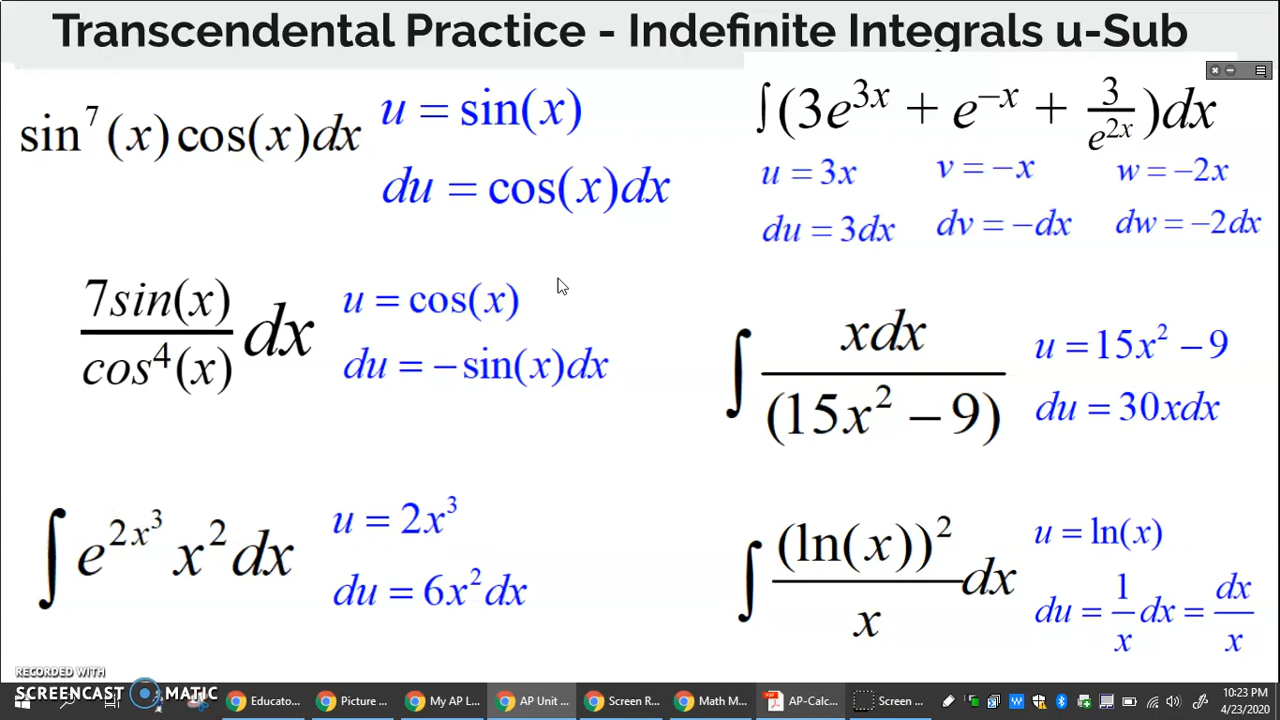 Transcendental Practice - Indefinite Integrals u-Sub
sin⁷(x)cos(x)dx
u = sin(x)
du = cos(x)dx
∫(3e^{3x} + e^{-x} + 3/e^{2x})dx
u = 3x
du = 3dx
v = -x
dv = -dx
w = -2x
dw = -2dx
7sin(x)/cos⁴(x) dx
u = cos(x)
du = -sin(x)dx
∫ xdx/(15x² - 9)
u = 15x² - 9
du = 30xdx
∫ e^{2x³} x² dx
u = 2x³
du = 6x²dx
∫ (ln(x))²/x dx
u = ln(x)
du = 1/x dx = dx/x
RECORDED WITH
SCREENCAST MATIC
Educato...
Picture ...
My AP L...
AP Unit ...
Screen R...
Math M...
AP-Calc...
Screen ...
10:23 PM
4/23/2020